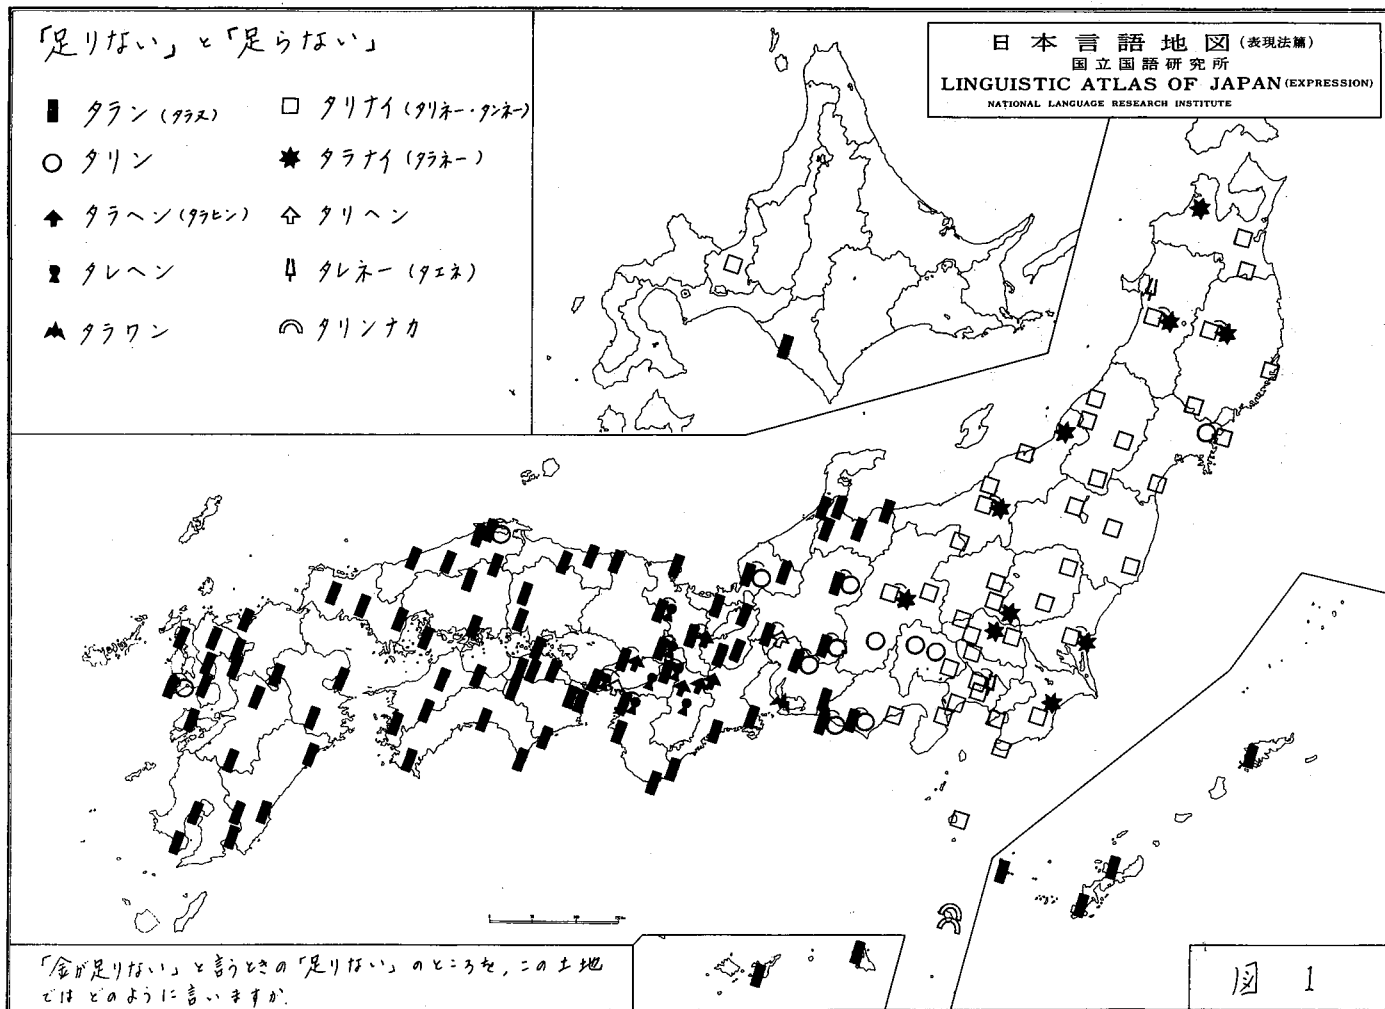 「足りない」と「足らない」
タラン(タラヌ)
タリン
タラヘン(タラヒン)
タレヘン
タラワン
タリナイ(タリネー・タンネー)
タラナイ(タラネー)
タリヘン
タレネー(タエネ)
タリンナカ
日本言語地図(表現法篇)
国立国語研究所
LINGUISTIC ATLAS OF JAPAN (EXPRESSION)
NATIONAL LANGUAGE RESEARCH INSTITUTE
「金が足りない」と言うときの「足りない」のところを,この土地
ではどのように言いますか.
図 1